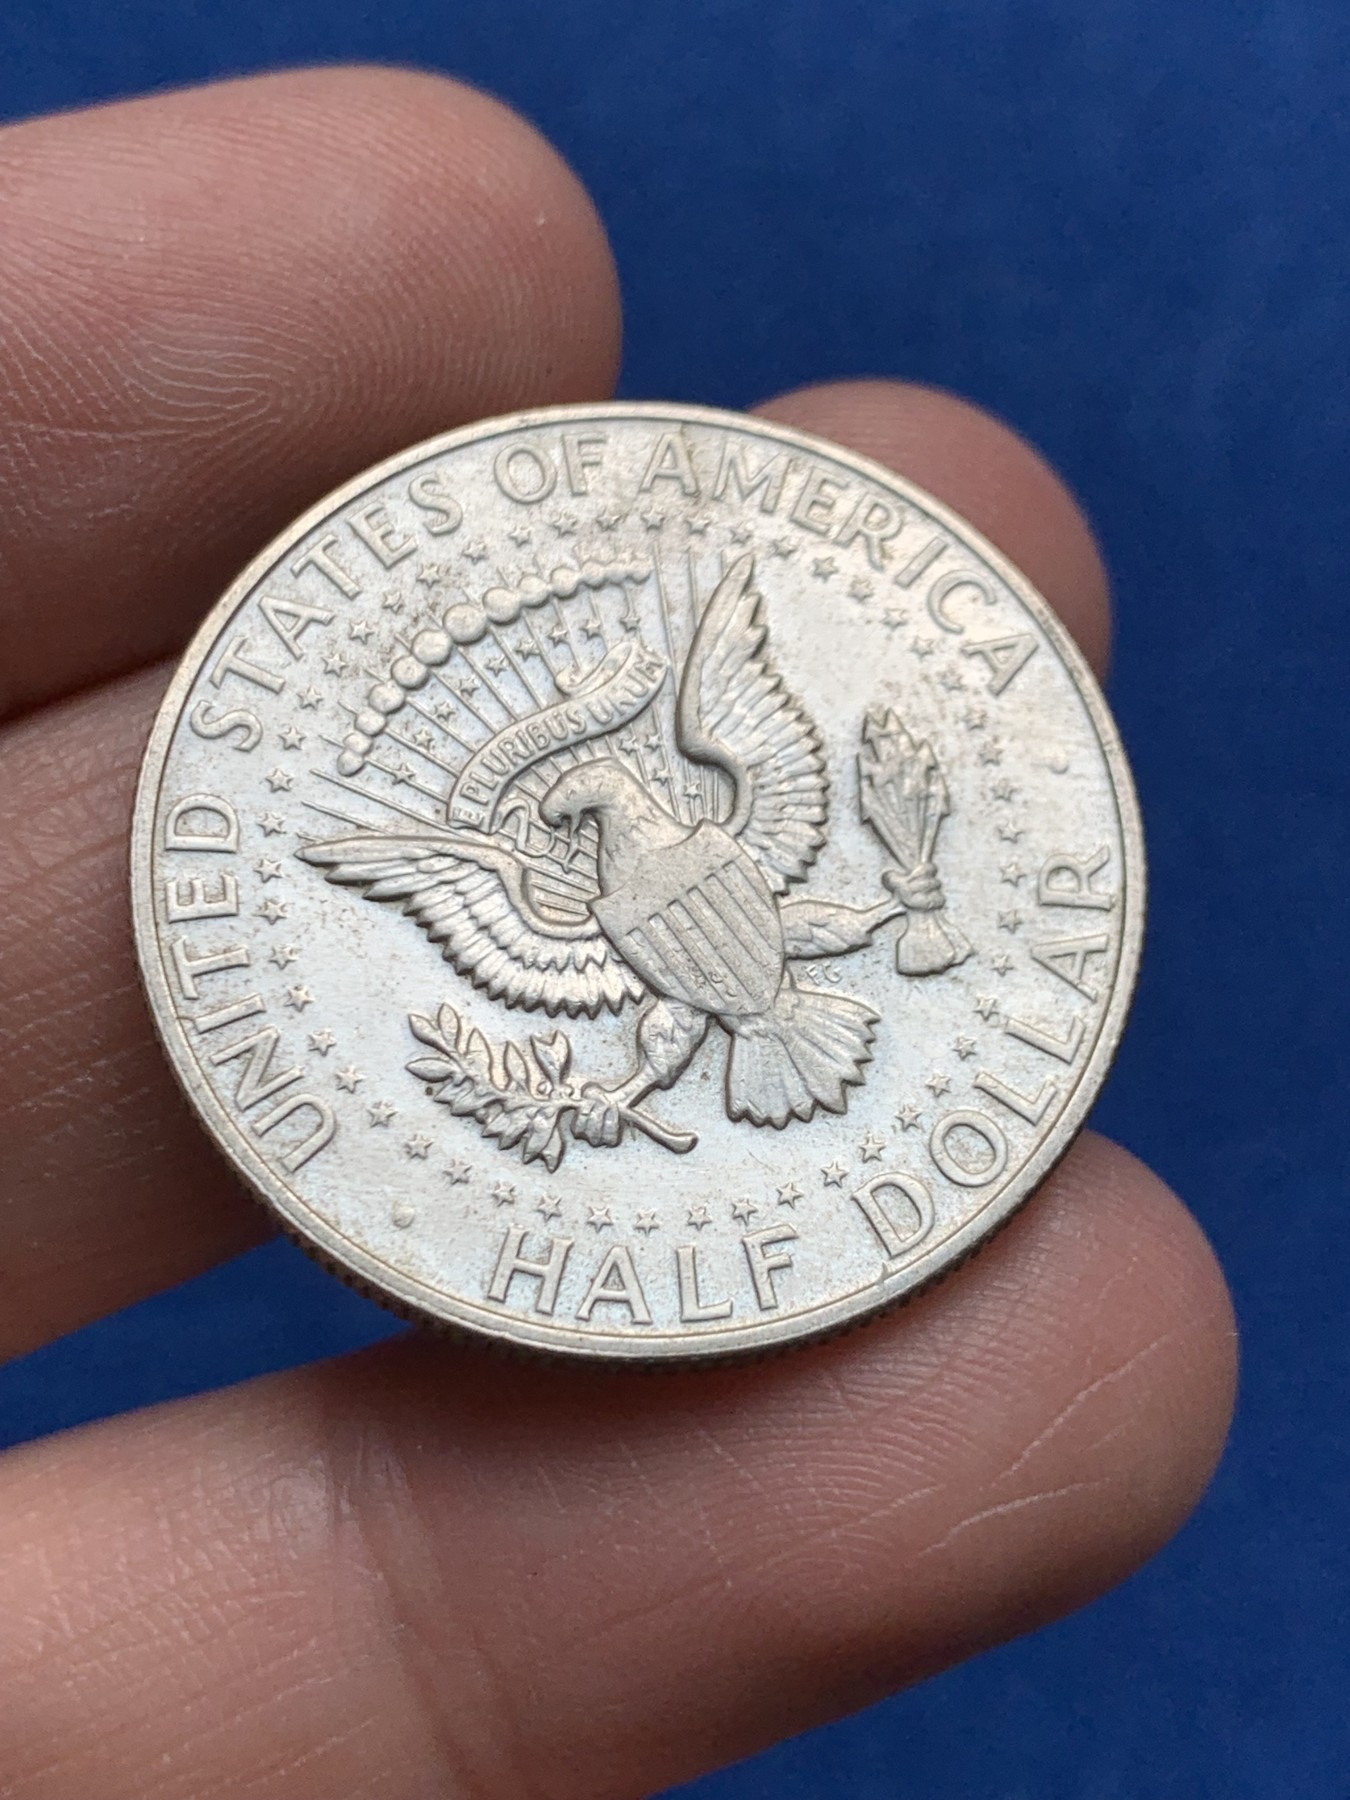 UNITED STATES OF AMERICA
E PLURIBUS UNUM
FG
HALF DOLLAR